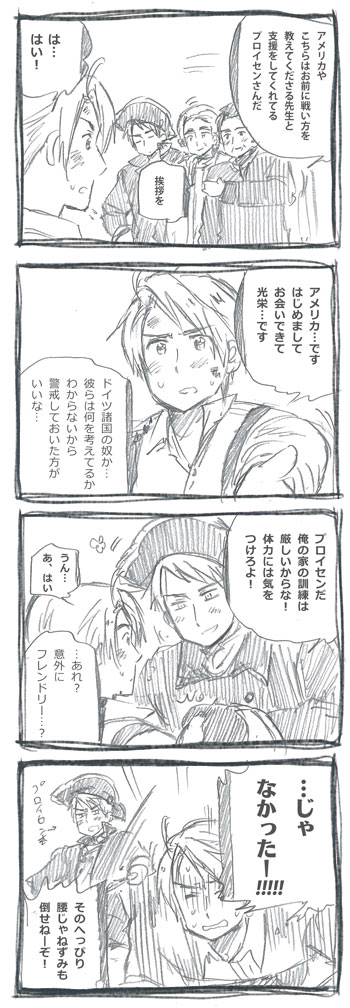 アメリカや
こちらはお前に戦い方を
教えてくださる先生と
支援をしてくれてる
プロイセンさんだ
挨拶を
は…
はい！
アメリカ…です
はじめまして
お会いできて
光栄…です
ドイツ諸国の奴か…
彼らは何を考えてるか
わからないから
警戒しておいた方が
いいな…
プロイセンだ
俺の家の訓練は
厳しいからな！
体力には気を
つけろよ！
うん…
あ、はい
…あれ？
意外に
フレンドリー…？
…じゃ
なかったー
!!!!!
プロイセン→
そのへっぴり
腰じゃねずみも
倒せねーぞ！